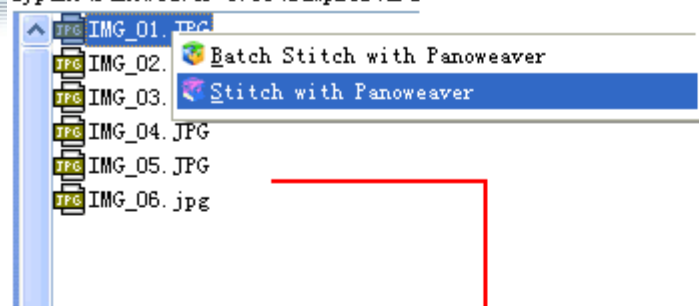 IMG_01.JPG
Batch Stitch with Panoweaver
IMG_02.
Stitch with Panoweaver
IMG_03.
IMG_04.JPG
IMG_05.JPG
IMG_06.jpg